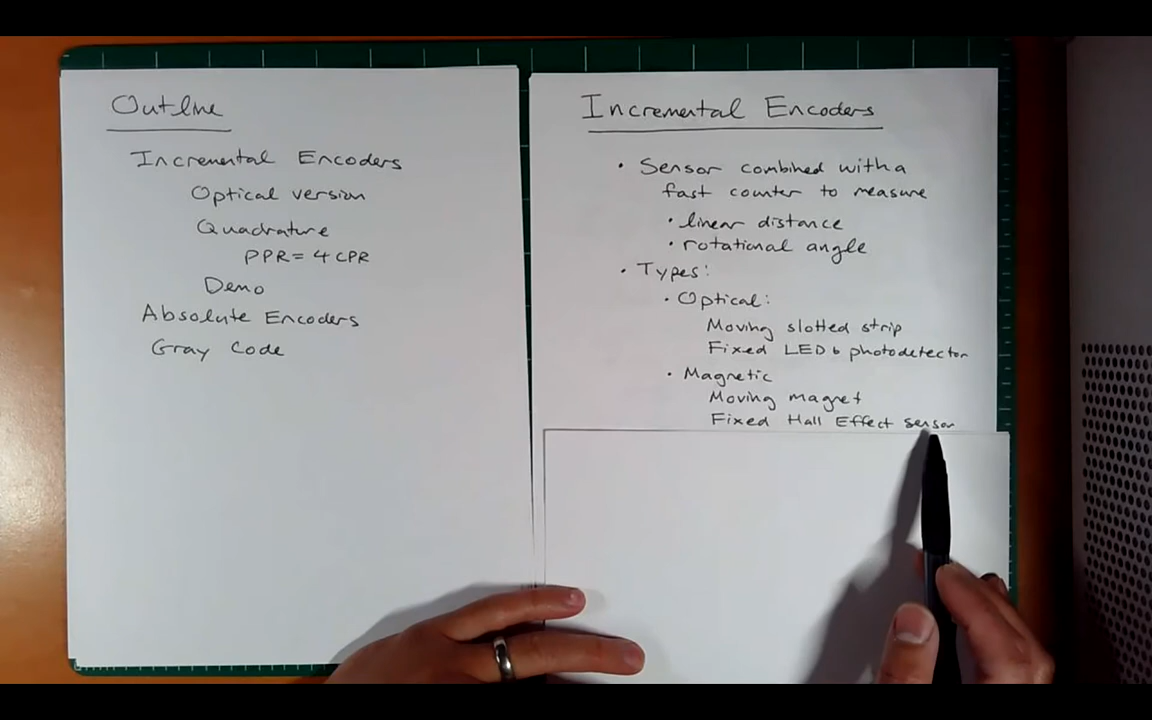 Outline
Incremental Encoders
Optical version
Quadrature
PPR = 4 CPR
Demo
Absolute Encoders
Gray Code
Incremental Encoders
• Sensor combined with a
fast counter to measure
• linear distance
• rotational angle
• Types:
• Optical:
Moving slotted strip
Fixed LED & photodetector
• Magnetic
Moving magnet
Fixed Hall Effect sensor